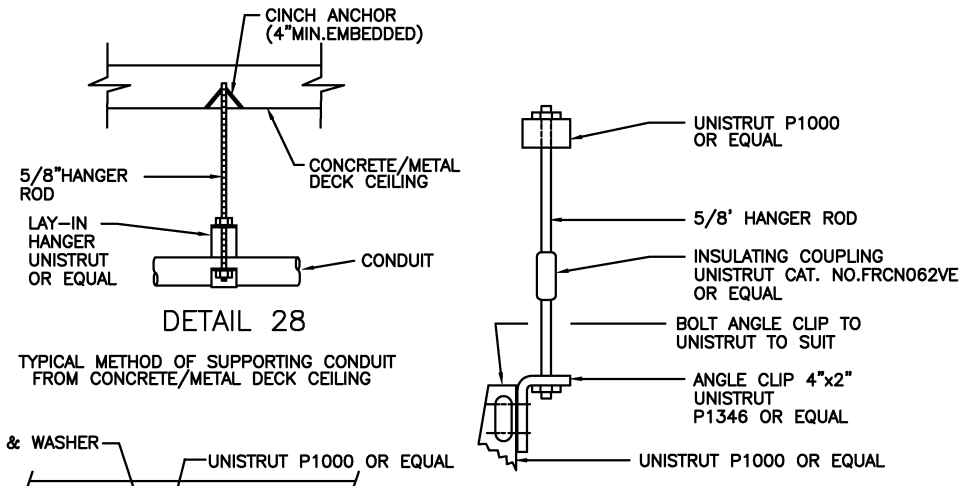 CINCH ANCHOR
(4"MIN.EMBEDDED)
5/8"HANGER
ROD
CONCRETE/METAL
DECK CEILING
LAY-IN
HANGER
UNISTRUT
OR EQUAL
CONDUIT
DETAIL 28
TYPICAL METHOD OF SUPPORTING CONDUIT
FROM CONCRETE/METAL DECK CEILING
UNISTRUT P1000
OR EQUAL
5/8' HANGER ROD
INSULATING COUPLING
UNISTRUT CAT. NO.FRCN062VE
OR EQUAL
BOLT ANGLE CLIP TO
UNISTRUT TO SUIT
ANGLE CLIP 4"x2"
UNISTRUT
P1346 OR EQUAL
UNISTRUT P1000 OR EQUAL
& WASHER
UNISTRUT P1000 OR EQUAL